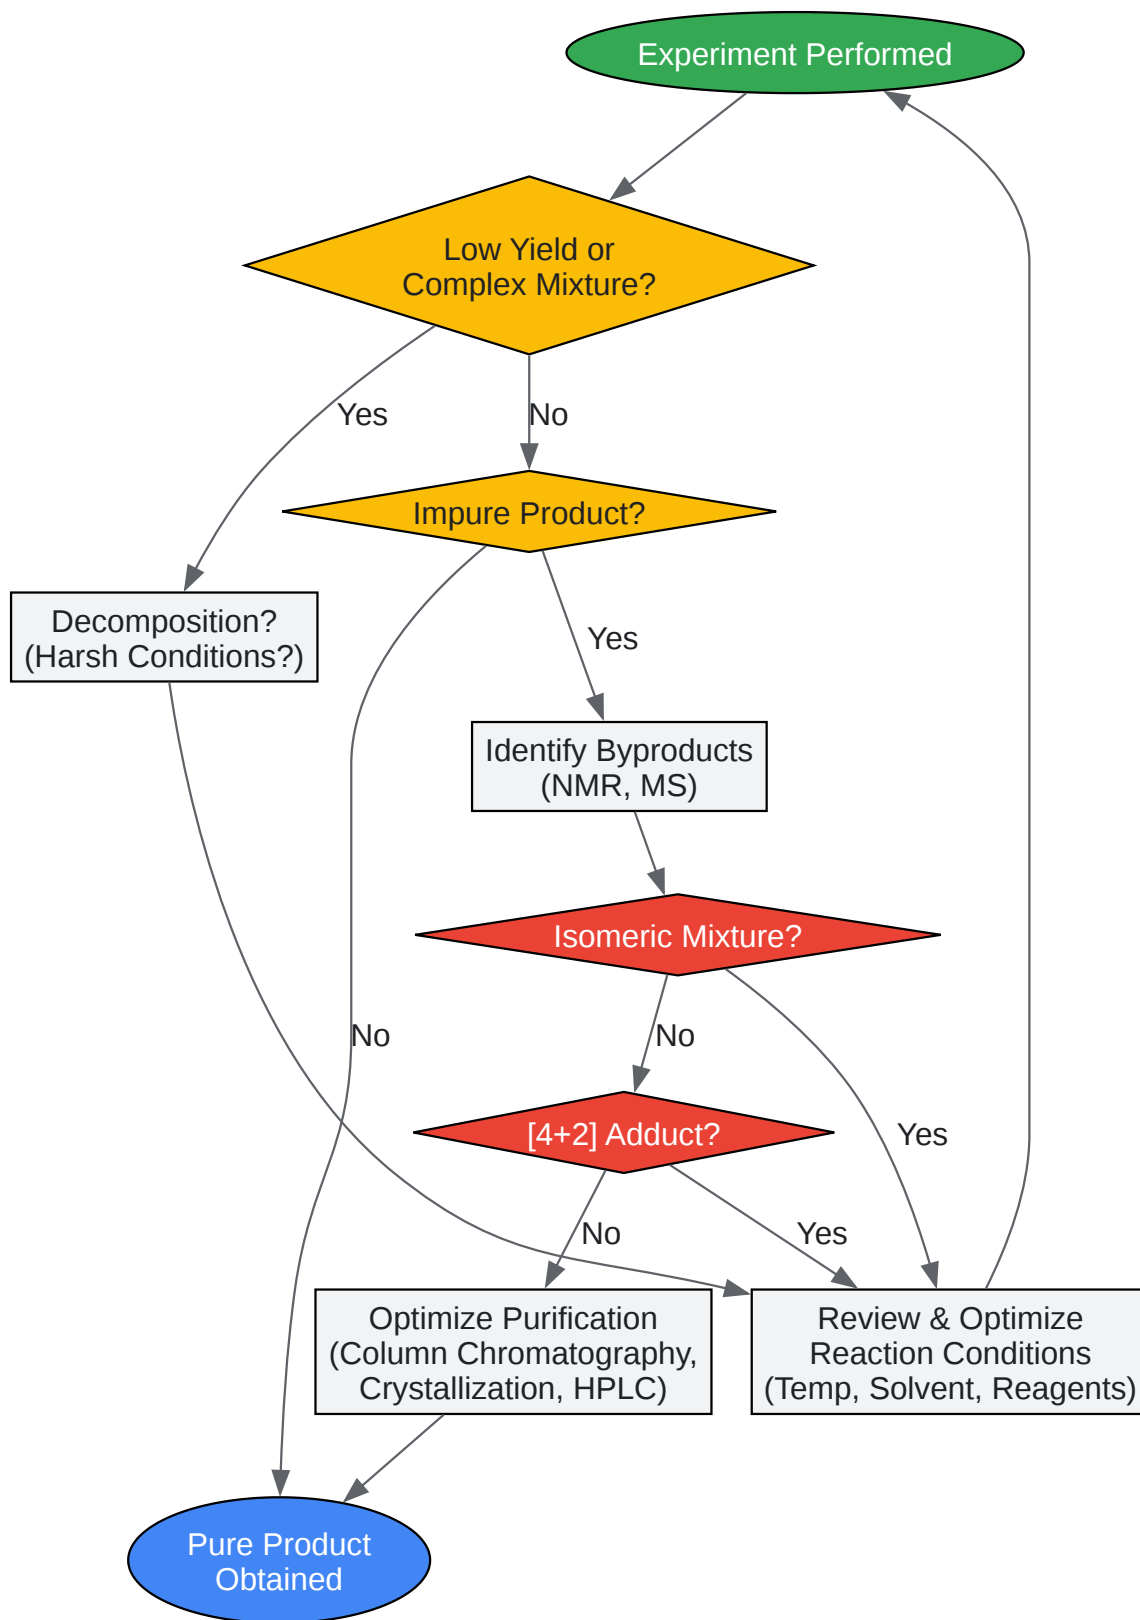 Experiment Performed
Low Yield or
Complex Mixture?
Yes
No
Impure Product?
Decomposition?
(Harsh Conditions?)
Yes
Identify Byproducts
(NMR, MS)
Isomeric Mixture?
No
No
[4+2] Adduct?
Yes
No
Yes
Optimize Purification
(Column Chromatography,
Crystallization, HPLC)
Review & Optimize
Reaction Conditions
(Temp, Solvent, Reagents)
Pure Product
Obtained